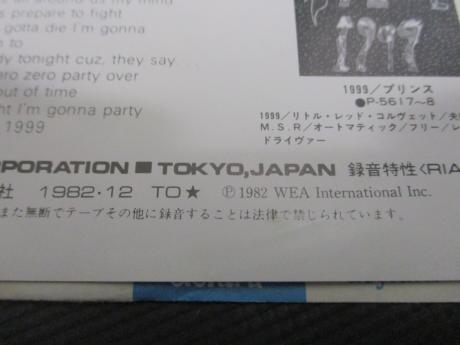 prepare to fight
gotta die I'm gonna
to
tonight cuz, they say
zero party over
out of time
I'm gonna party
1999
1999/プリンス
●P-5617〜8
1999/リトル・レッド・コルヴェット/
M.S.R/オートマティック/フリー/
ドライヴァー
■ TOKYO,JAPAN 録音特性〈RIA
社 1982・12 TO★ ℗1982 WEA International Inc.
また無断でテープその他に録音することは法律で禁じられています。